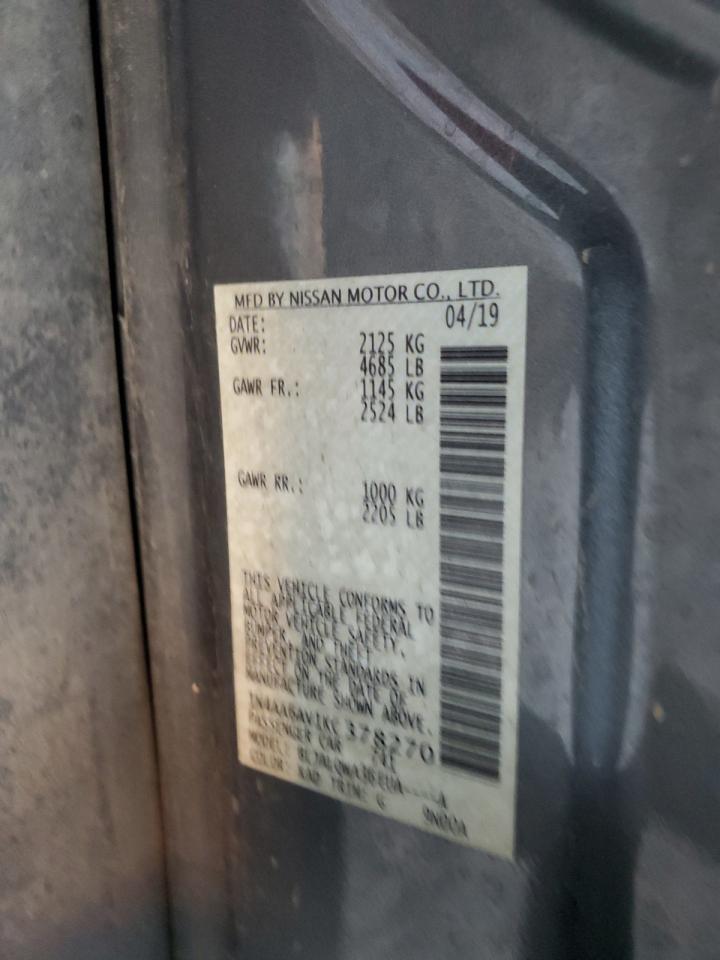 MFD BY NISSAN MOTOR CO., LTD.
DATE: 04/19
GVWR: 2125 KG
4685 LB
GAWR FR.: 1145 KG
2524 LB
GAWR RR.: 1000 KG
2205 LB
THIS VEHICLE CONFORMS TO
ALL APPLICABLE FEDERAL
MOTOR VEHICLE SAFETY,
BUMPER, AND THEFT
PREVENTION STANDARDS IN
EFFECT ON THE DATE OF
MANUFACTURE SHOWN ABOVE.
1N4AA6AV1KC 378270
PASSENGER CAR
MODEL:
COLOR: KAD TRIM: G